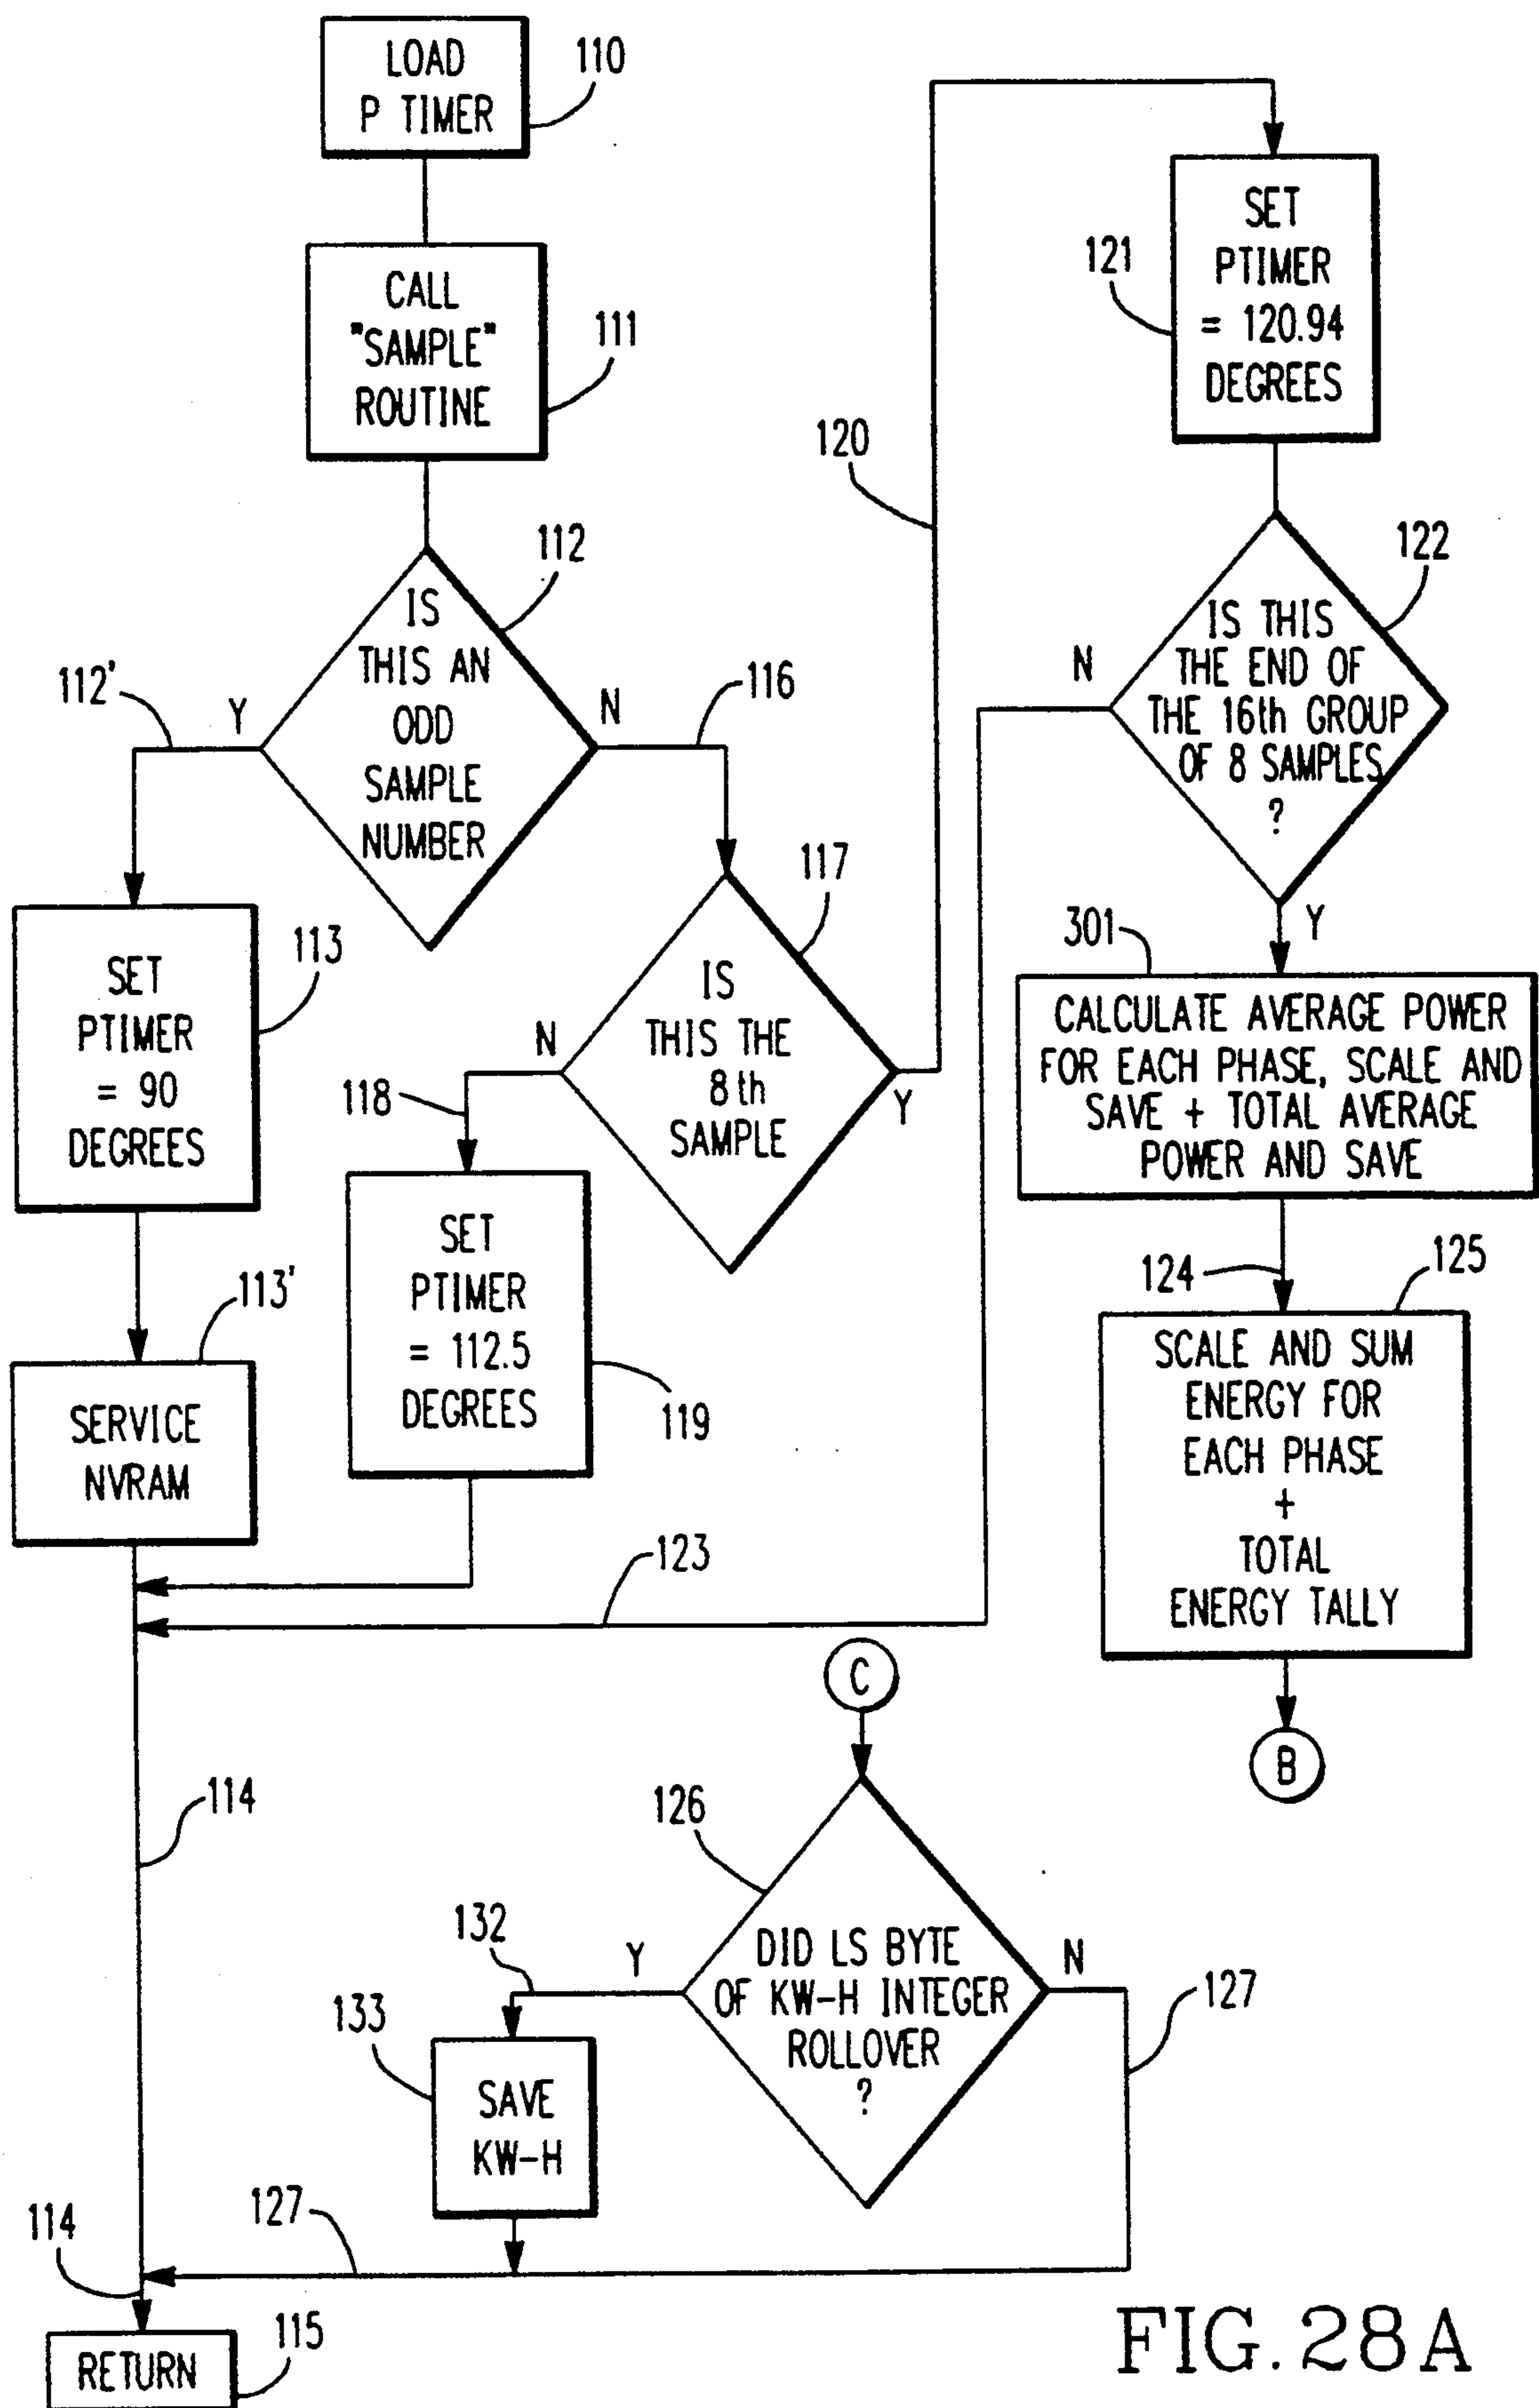 LOAD
P TIMER
110
CALL
"SAMPLE"
ROUTINE
111
IS
THIS AN
ODD
SAMPLE
NUMBER
112
112'
Y
N
116
SET
PTIMER
= 90
DEGREES
113
SERVICE
NVRAM
113'
IS
THIS THE
8th
SAMPLE
117
N
Y
118
SET
PTIMER
= 112.5
DEGREES
119
120
SET
PTIMER
= 120.94
DEGREES
121
IS THIS
THE END OF
THE 16th GROUP
OF 8 SAMPLES
?
122
N
Y
123
301
CALCULATE AVERAGE POWER
FOR EACH PHASE, SCALE AND
SAVE + TOTAL AVERAGE
POWER AND SAVE
124
125
SCALE AND SUM
ENERGY FOR
EACH PHASE
+
TOTAL
ENERGY TALLY
B
C
126
DID LS BYTE
OF KW-H INTEGER
ROLLOVER
?
Y
N
132
133
SAVE
KW-H
127
127
114
114
RETURN
115
FIG. 28A